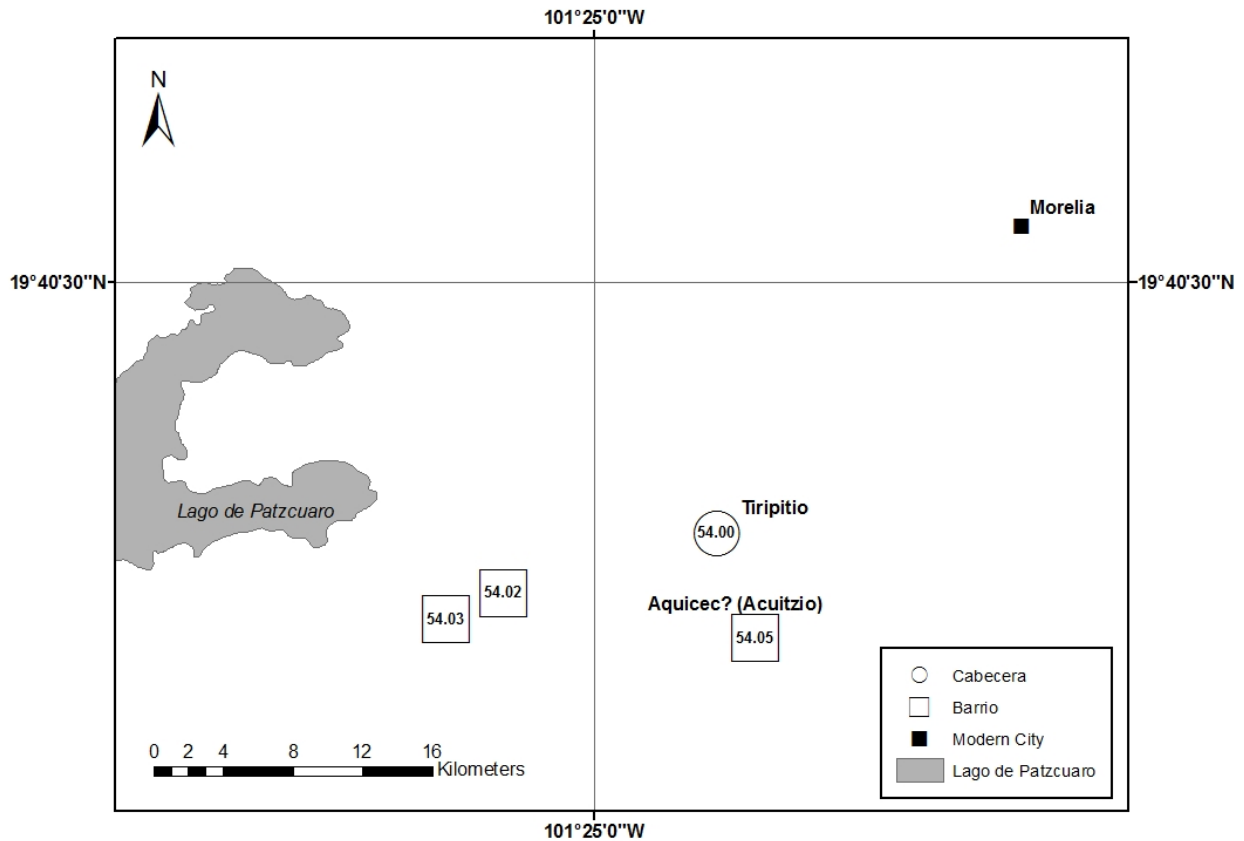 101°25'0"W
N
Morelia
19°40'30"N
19°40'30"N
Lago de Patzcuaro
Tiripitio
54.00
54.02
54.03
Aquicec? (Acuitzio)
54.05
Cabecera
Barrio
Modern City
Lago de Patzcuaro
0 2 4 8 12 16
Kilometers
101°25'0"W